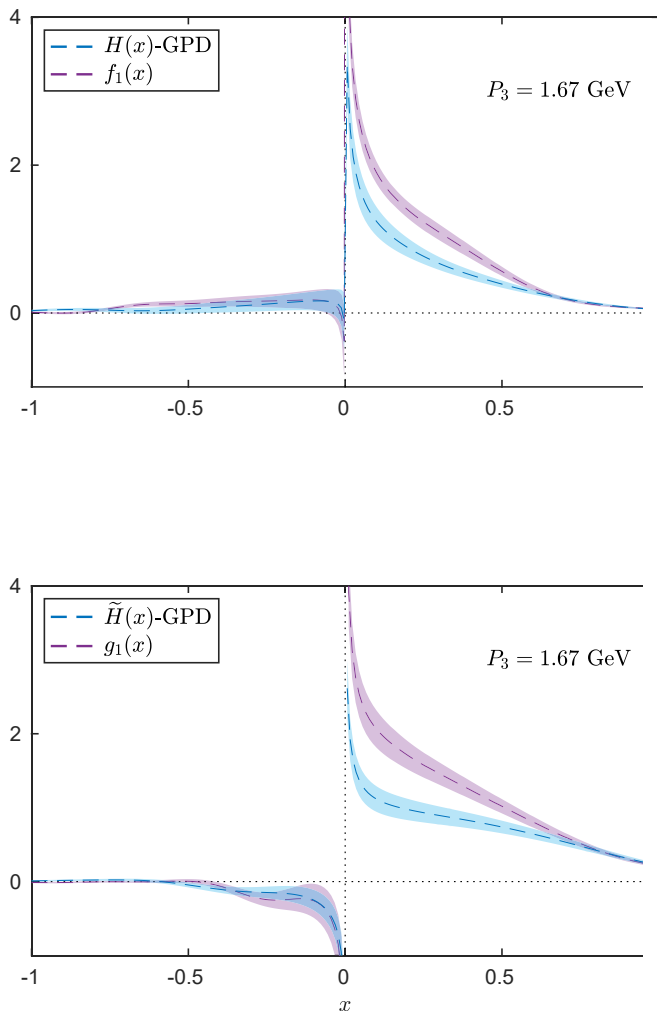 4
H(x)-GPD
f₁(x)
P₃ = 1.67 GeV
2
0
-1 -0.5 0 0.5
4
H̃(x)-GPD
g₁(x)
P₃ = 1.67 GeV
2
0
-1 -0.5 0 0.5
x